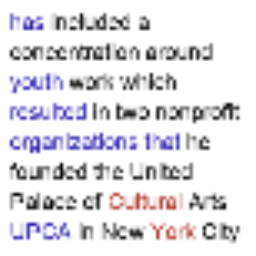 has included a
concentration around
youth work which
resulted in two nonprofit
organizations that he
founded the United
Palace of Cultural Arts
UPCA in New York City